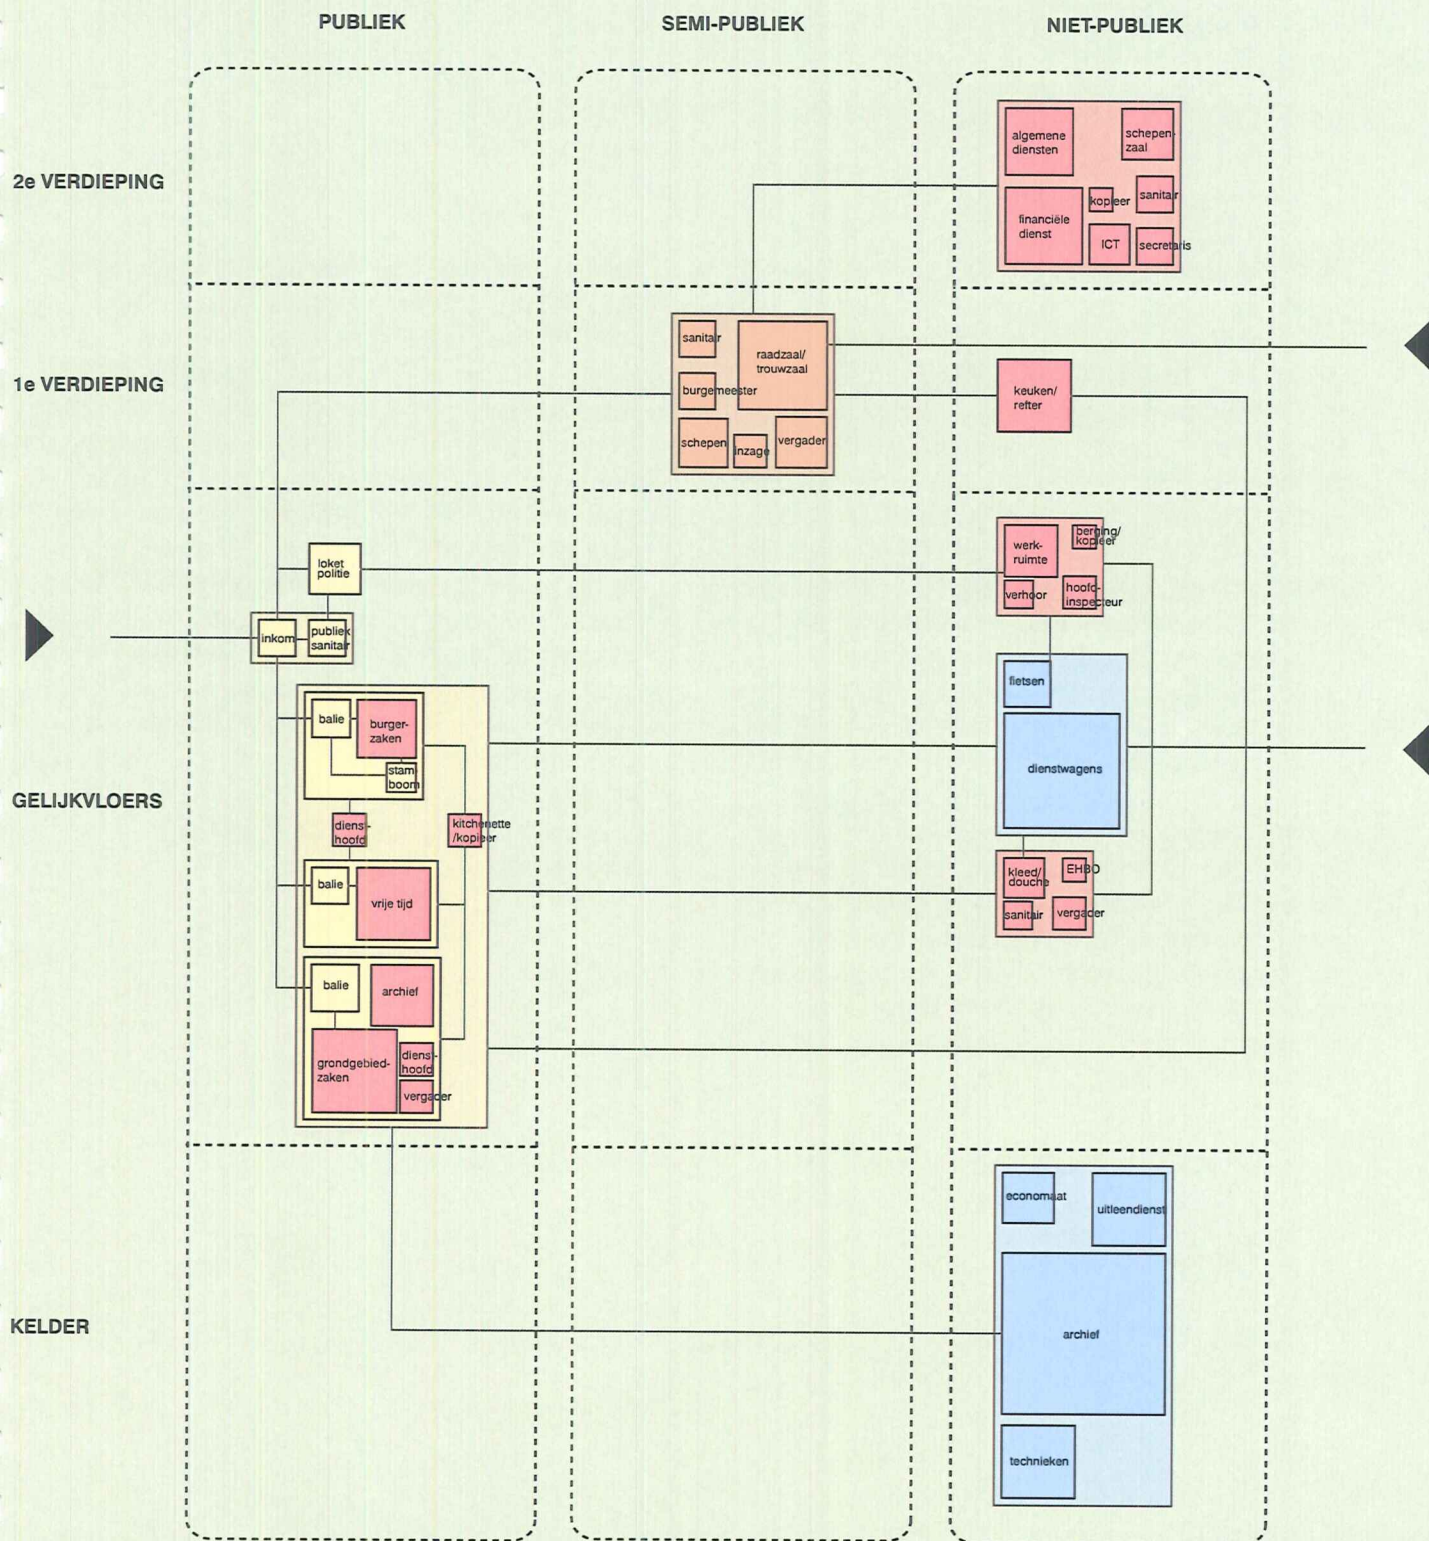 PUBLIEK
SEMI-PUBLIEK
NIET-PUBLIEK
2e VERDIEPING
algemene
diensten
schepen-
zaal
financiële
dienst
kopieer
sanitair
ICT
secretaris
1e VERDIEPING
sanitair
raadzaal/
trouwzaal
burgemeester
schepen
inzage
vergader
keuken/
refter
GELIJKVLOERS
loket
politie
inkom
publiek
sanitair
balie
burger-
zaken
stam
boom
dienst-
hoofd
kitchenette
/kopieer
balie
vrije tijd
balie
archief
grondgebied-
zaken
dienst-
hoofd
vergader
werk-
ruimte
berging/
kopieer
verhoor
hoofd-
inspecteur
fietsen
dienstwagens
kleed/
douche
EHBO
sanitair
vergader
KELDER
economaat
uitleendienst
archief
technieken